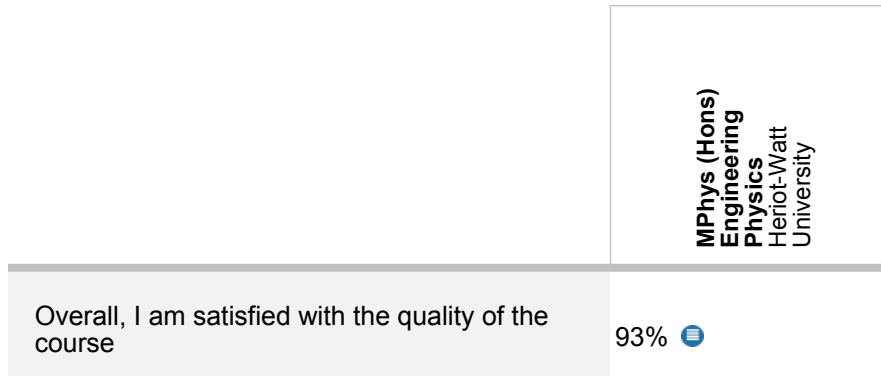 MPhys (Hons)
Engineering
Physics
Heriot-Watt
University
Overall, I am satisfied with the quality of the
course
93%